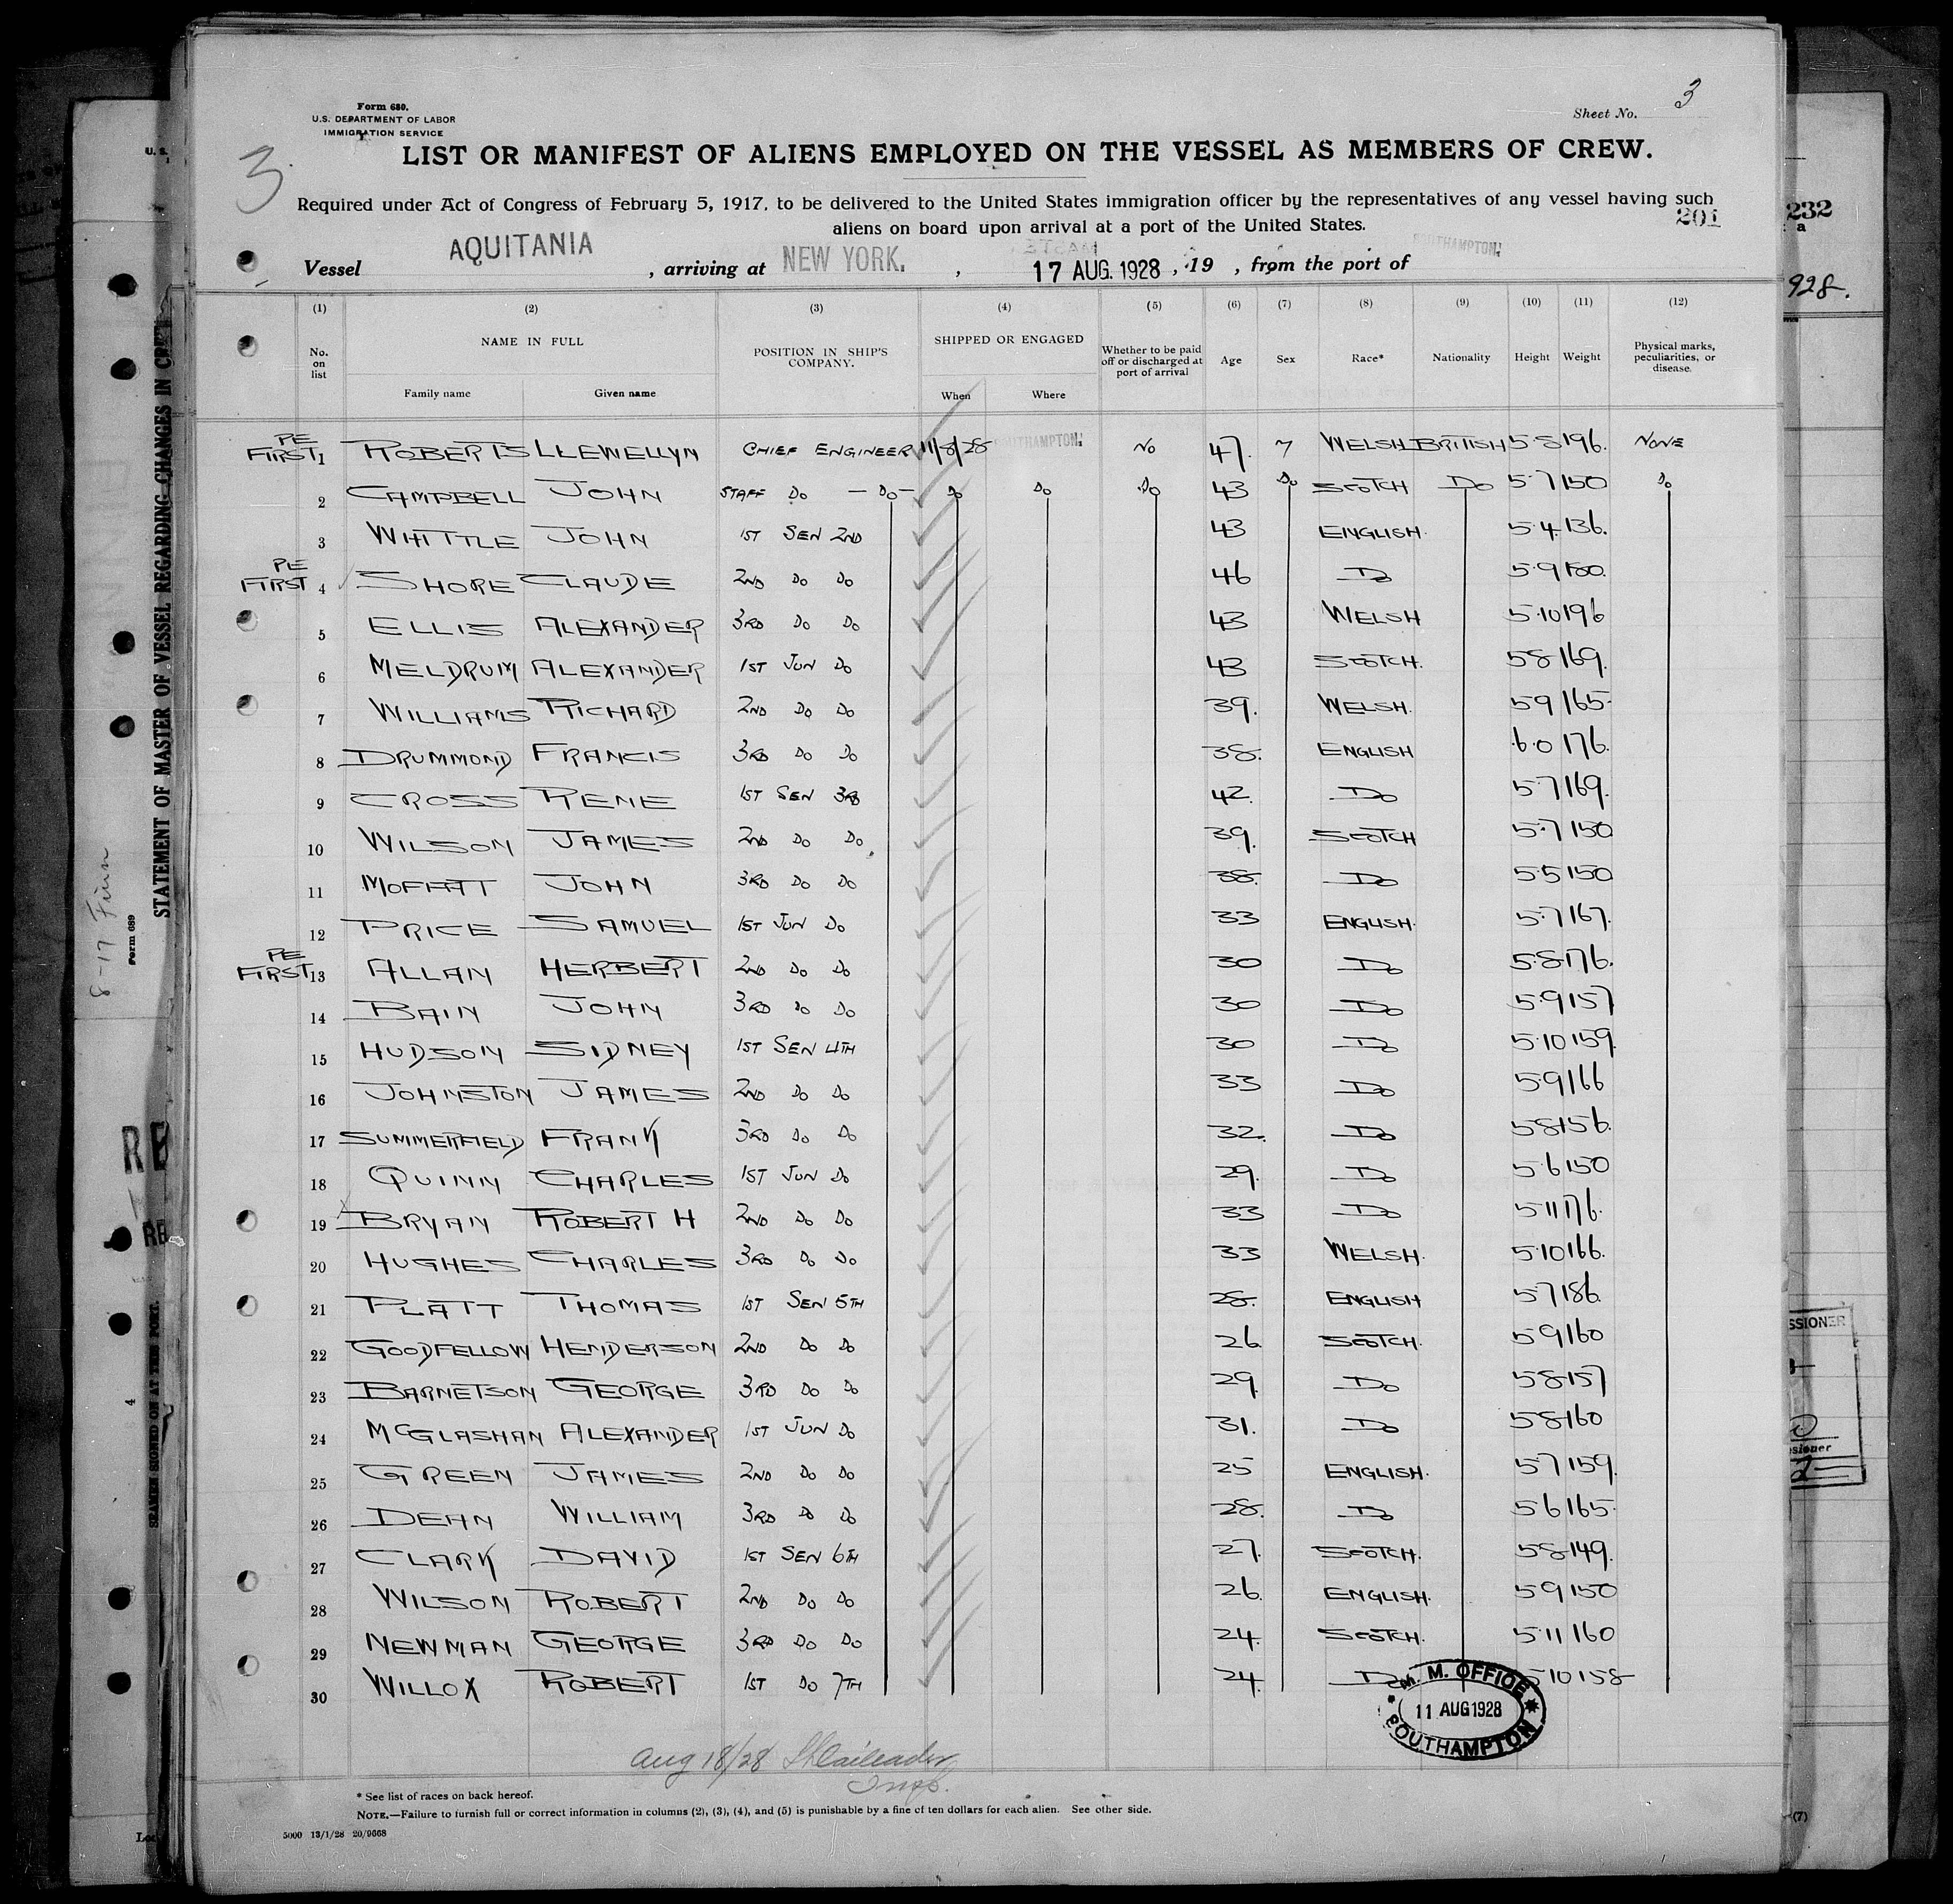 Form 680.
U.S. DEPARTMENT OF LABOR
IMMIGRATION SERVICE
Sheet No. 3
3.
LIST OR MANIFEST OF ALIENS EMPLOYED ON THE VESSEL AS MEMBERS OF CREW.
Required under Act of Congress of February 5, 1917, to be delivered to the United States immigration officer by the representatives of any vessel having such
aliens on board upon arrival at a port of the United States.
201
Vessel AQUITANIA, arriving at NEW YORK., 17 AUG. 1928, 19 , from the port of SOUTHAMPTON.
(1) (2) (3) (4) (5) (6) (7) (8) (9) (10) (11) (12)
No. on list NAME IN FULL POSITION IN SHIP'S COMPANY. SHIPPED OR ENGAGED Whether to be paid off or discharged at port of arrival Age Sex Race* Nationality Height Weight Physical marks, peculiarities, or disease.
Family name Given name When Where
PE FIRST 1 ROBERTS LLEWELLYN CHIEF ENGINEER 11/8/28 SOUTHAMPTON. NO 47. WELSH BRITISH 5·8 196. NONE
2 CAMPBELL JOHN STAFF DO — DO — DO DO DO 43 DO SCOTCH DO 5·7 150 DO
3 WHITTLE JOHN 1ST SEN 2ND 43 ENGLISH. 5·4 136.
PE FIRST 4 SHORE CLAUDE 2ND DO DO 46 DO 5·9 180.
5 ELLIS ALEXANDER 3RD DO DO 43 WELSH 5·10 196
6 MELDRUM ALEXANDER 1ST JUN DO 43 SCOTCH. 5·8 169.
7 WILLIAMS RICHARD 2ND DO DO 39. WELSH. 5·9 165·
8 DRUMMOND FRANCIS 3RD DO DO 38. ENGLISH 6·0 176.
9 CROSS RENE 1ST SEN 3RD 42. DO 5·7 169.
10 WILSON JAMES 2ND DO DO 39. SCOTCH 5·7 150
11 MOFFATT JOHN 3RD DO DO 38. DO 5·5 150
12 PRICE SAMUEL 1ST JUN DO 33 ENGLISH. 5·7 167.
PE FIRST 13 ALLAN HERBERT 2ND DO DO 30 DO 5·8 176.
14 BAIN JOHN 3RD DO DO 30 DO 5·9 157
15 HUDSON SIDNEY 1ST SEN 4TH 30 DO 5·10 159.
16 JOHNSTON JAMES 2ND DO DO 33 DO 5·9 166
17 SUMMERFIELD FRANK 3RD DO DO 32. DO 5·8 156.
18 QUINN CHARLES 1ST JUN DO 29. DO 5·6 150
19 BRYAN ROBERT H 2ND DO DO 33 DO 5·11 176.
20 HUGHES CHARLES 3RD DO DO 33 WELSH. 5·10 166.
21 PLATT THOMAS 1ST SEN 5TH 28. ENGLISH 5·7 186.
22 GOODFELLOW HENDERSON 2ND DO DO 26 SCOTCH. 5·9 160
23 BARNETSON GEORGE 3RD DO DO 29. DO 5·8 157
24 McGLASHAN ALEXANDER 1ST JUN DO 31. DO 5·8 160
25 GREEN JAMES 2ND DO DO 25 ENGLISH. 5·7 159.
26 DEAN WILLIAM 3RD DO DO 28. DO 5·6 165·
27 CLARK DAVID 1ST SEN 6TH 27. SCOTCH. 5·8 149.
28 WILSON ROBERT 2ND DO DO 26. ENGLISH. 5·9 150
29 NEWMAN GEORGE 3RD DO DO 24. SCOTCH. 5·11 160
30 WILLOX ROBERT 1ST DO 7TH 24. DO 5·10 158
M. M. OFFICE
11 AUG 1928
SOUTHAMPTON
Aug 18/28
Insp.
* See list of races on back hereof.
NOTE.—Failure to furnish full or correct information in columns (2), (3), (4), and (5) is punishable by a fine of ten dollars for each alien. See other side.
5000 13/1/28 20/9668
STATEMENT OF MASTER OF VESSEL REGARDING CHANGES IN CREW
Form 689
8-17
U. S.
RE
RE
4
232
928.
SSIONER
sioner
(7)